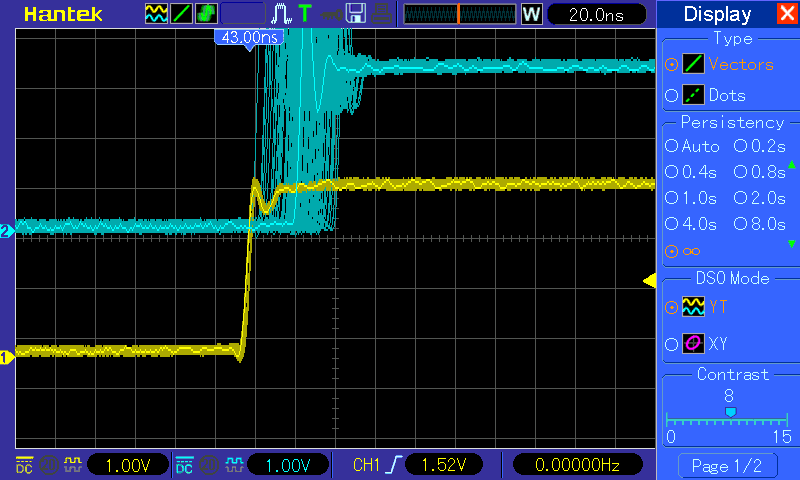 Hantek T W 20.0ns Display
Type
43.00ns
Vectors
Dots
Persistency
Auto 0.2s
0.4s 0.8s
1.0s 2.0s
2
4.0s 8.0s
∞
DSO Mode
YT
XY
1
Contrast
8
0 15
DC 1.00V DC 1.00V CH1 1.52V 0.00000Hz Page 1/2